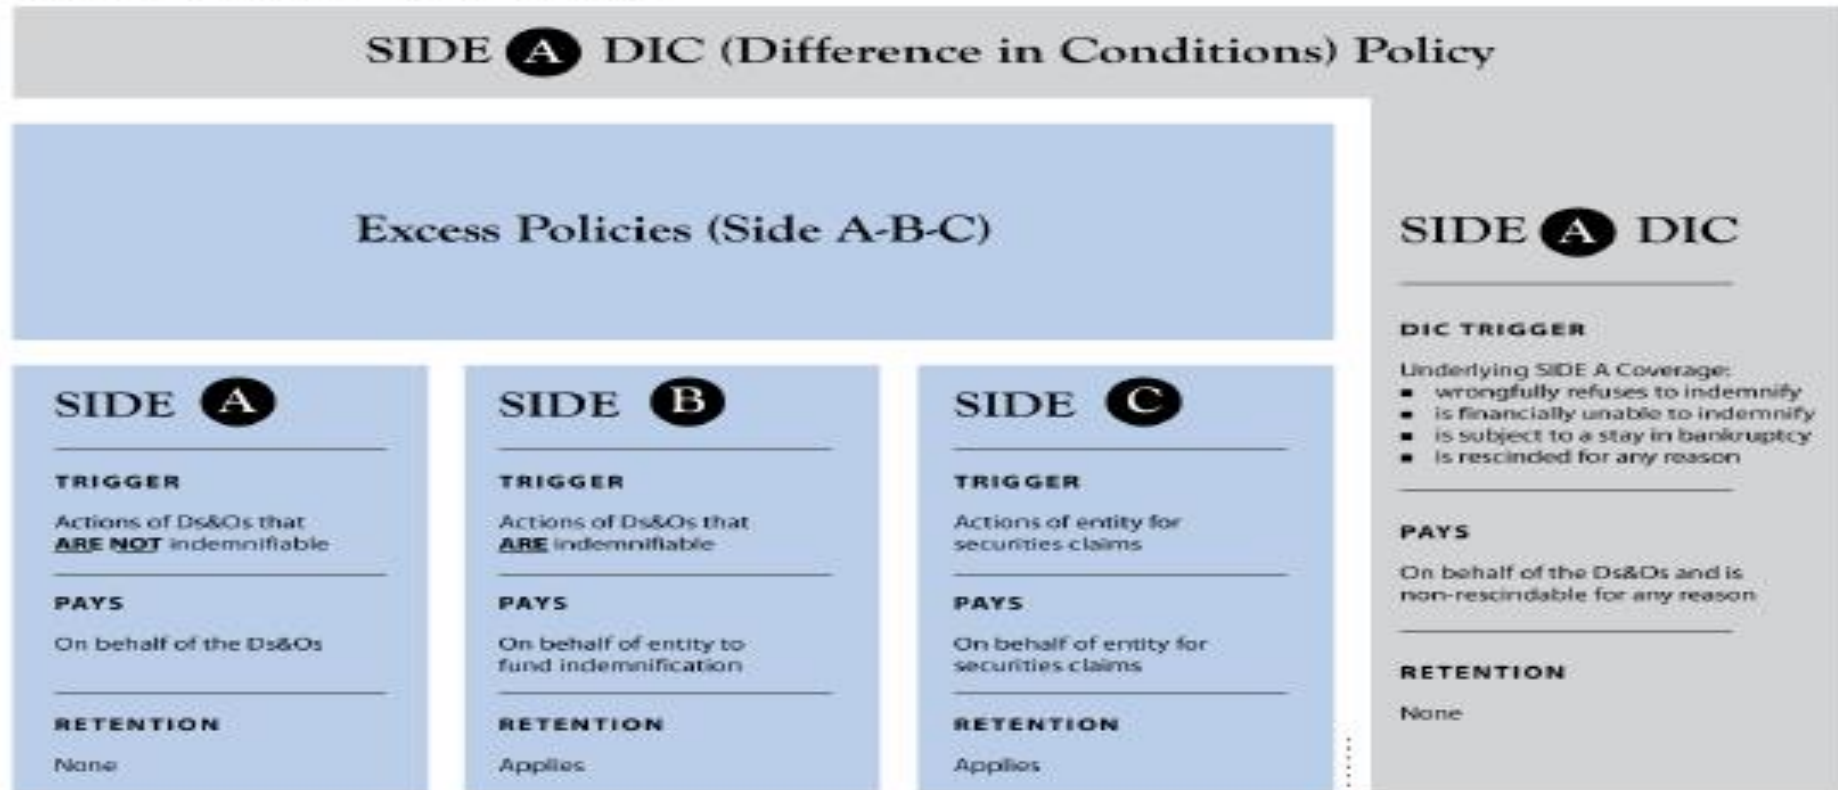 SIDE A DIC (Difference in Conditions) Policy
Excess Policies (Side A-B-C)
SIDE A
TRIGGER
Actions of Ds&Os that
ARE NOT indemnifiable
PAYS
On behalf of the Ds&Os
RETENTION
None
SIDE B
TRIGGER
Actions of Ds&Os that
ARE indemnifiable
PAYS
On behalf of entity to
fund indemnification
RETENTION
Applies
SIDE C
TRIGGER
Actions of entity for
securities claims
PAYS
On behalf of entity for
securities claims
RETENTION
Applies
SIDE A DIC
DIC TRIGGER
Underlying SIDE A Coverage:
▪ wrongfully refuses to indemnify
▪ is financially unable to indemnify
▪ is subject to a stay in bankruptcy
▪ is rescinded for any reason
PAYS
On behalf of the Ds&Os and is
non-rescindable for any reason
RETENTION
None